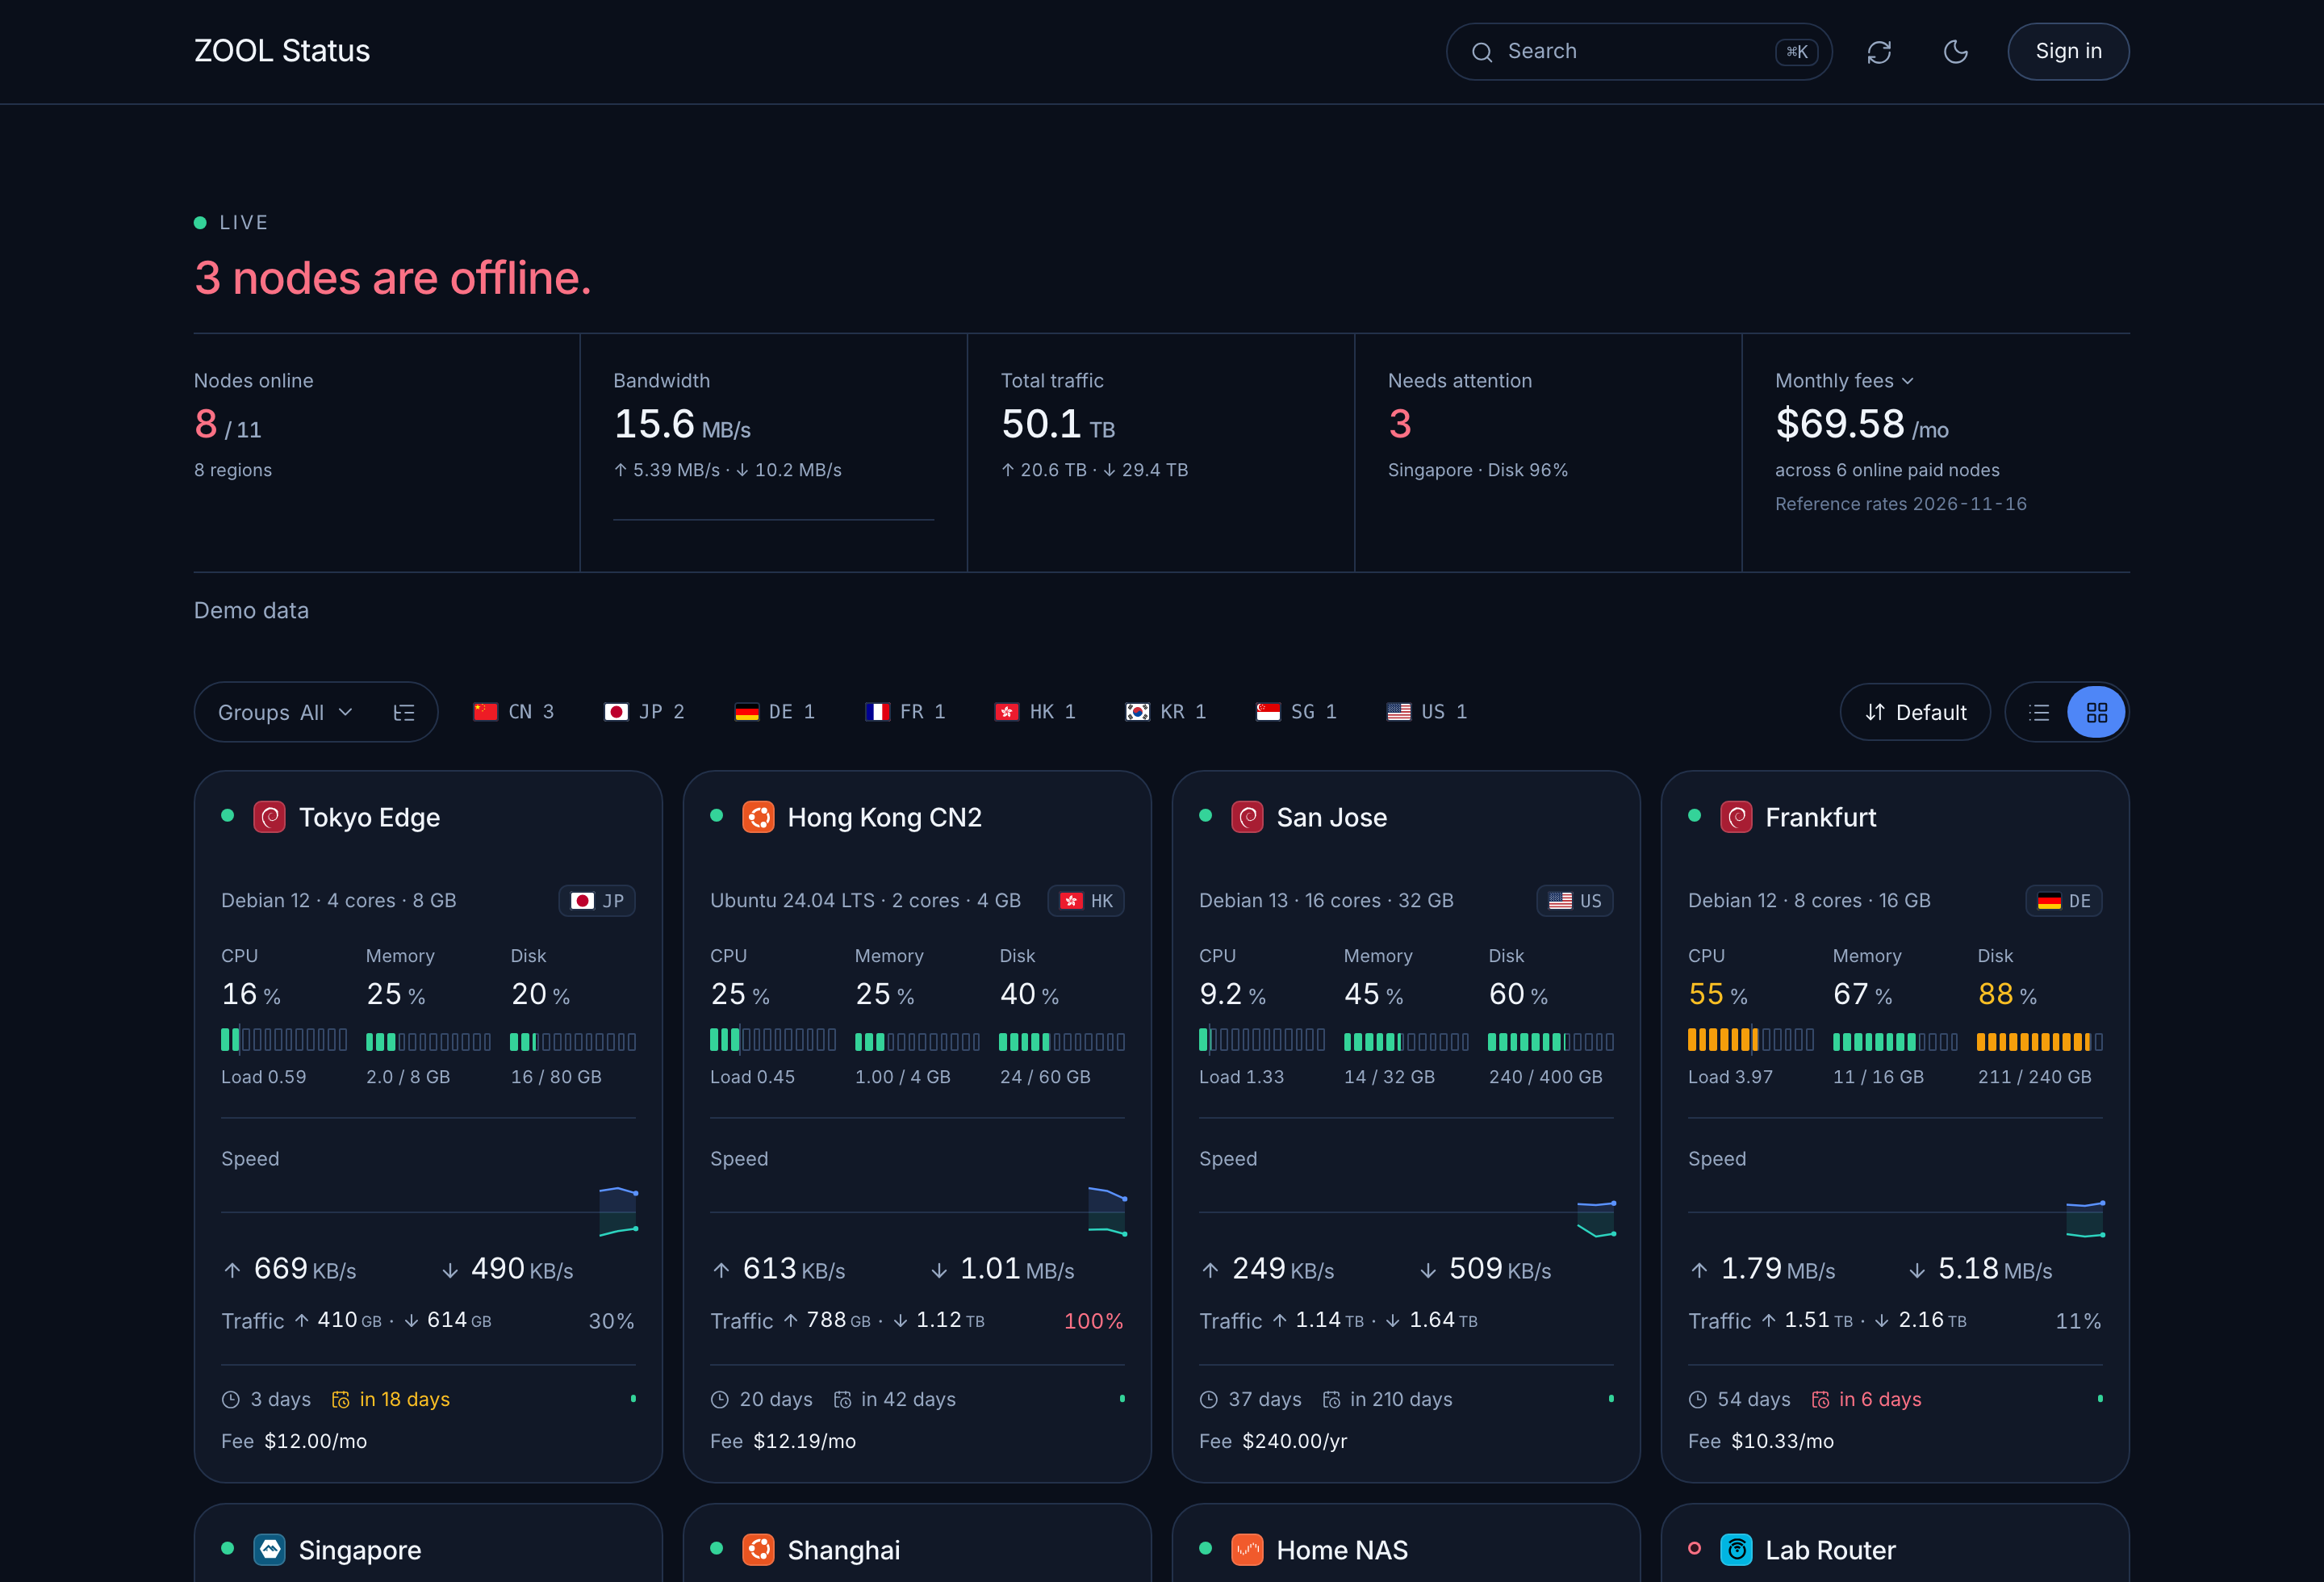 ZOOL Status
Search
⌘K
Sign in
LIVE
3 nodes are offline.
Nodes online
8 / 11
8 regions
Bandwidth
15.6 MB/s
↑ 5.39 MB/s · ↓ 10.2 MB/s
Total traffic
50.1 TB
↑ 20.6 TB · ↓ 29.4 TB
Needs attention
3
Singapore · Disk 96%
Monthly fees
$69.58 /mo
across 6 online paid nodes
Reference rates 2026-11-16
Demo data
Groups All
CN 3
JP 2
DE 1
FR 1
HK 1
KR 1
SG 1
US 1
Default
Tokyo Edge
Debian 12 · 4 cores · 8 GB
JP
CPU
Memory
Disk
16 %
25 %
20 %
Load 0.59
2.0 / 8 GB
16 / 80 GB
Speed
↑ 669 KB/s
↓ 490 KB/s
Traffic ↑ 410 GB · ↓ 614 GB
30%
3 days
in 18 days
Fee $12.00/mo
Hong Kong CN2
Ubuntu 24.04 LTS · 2 cores · 4 GB
HK
CPU
Memory
Disk
25 %
25 %
40 %
Load 0.45
1.00 / 4 GB
24 / 60 GB
Speed
↑ 613 KB/s
↓ 1.01 MB/s
Traffic ↑ 788 GB · ↓ 1.12 TB
100%
20 days
in 42 days
Fee $12.19/mo
San Jose
Debian 13 · 16 cores · 32 GB
US
CPU
Memory
Disk
9.2 %
45 %
60 %
Load 1.33
14 / 32 GB
240 / 400 GB
Speed
↑ 249 KB/s
↓ 509 KB/s
Traffic ↑ 1.14 TB · ↓ 1.64 TB
37 days
in 210 days
Fee $240.00/yr
Frankfurt
Debian 12 · 8 cores · 16 GB
DE
CPU
Memory
Disk
55 %
67 %
88 %
Load 3.97
11 / 16 GB
211 / 240 GB
Speed
↑ 1.79 MB/s
↓ 5.18 MB/s
Traffic ↑ 1.51 TB · ↓ 2.16 TB
11%
54 days
in 6 days
Fee $10.33/mo
Singapore
Shanghai
Home NAS
Lab Router